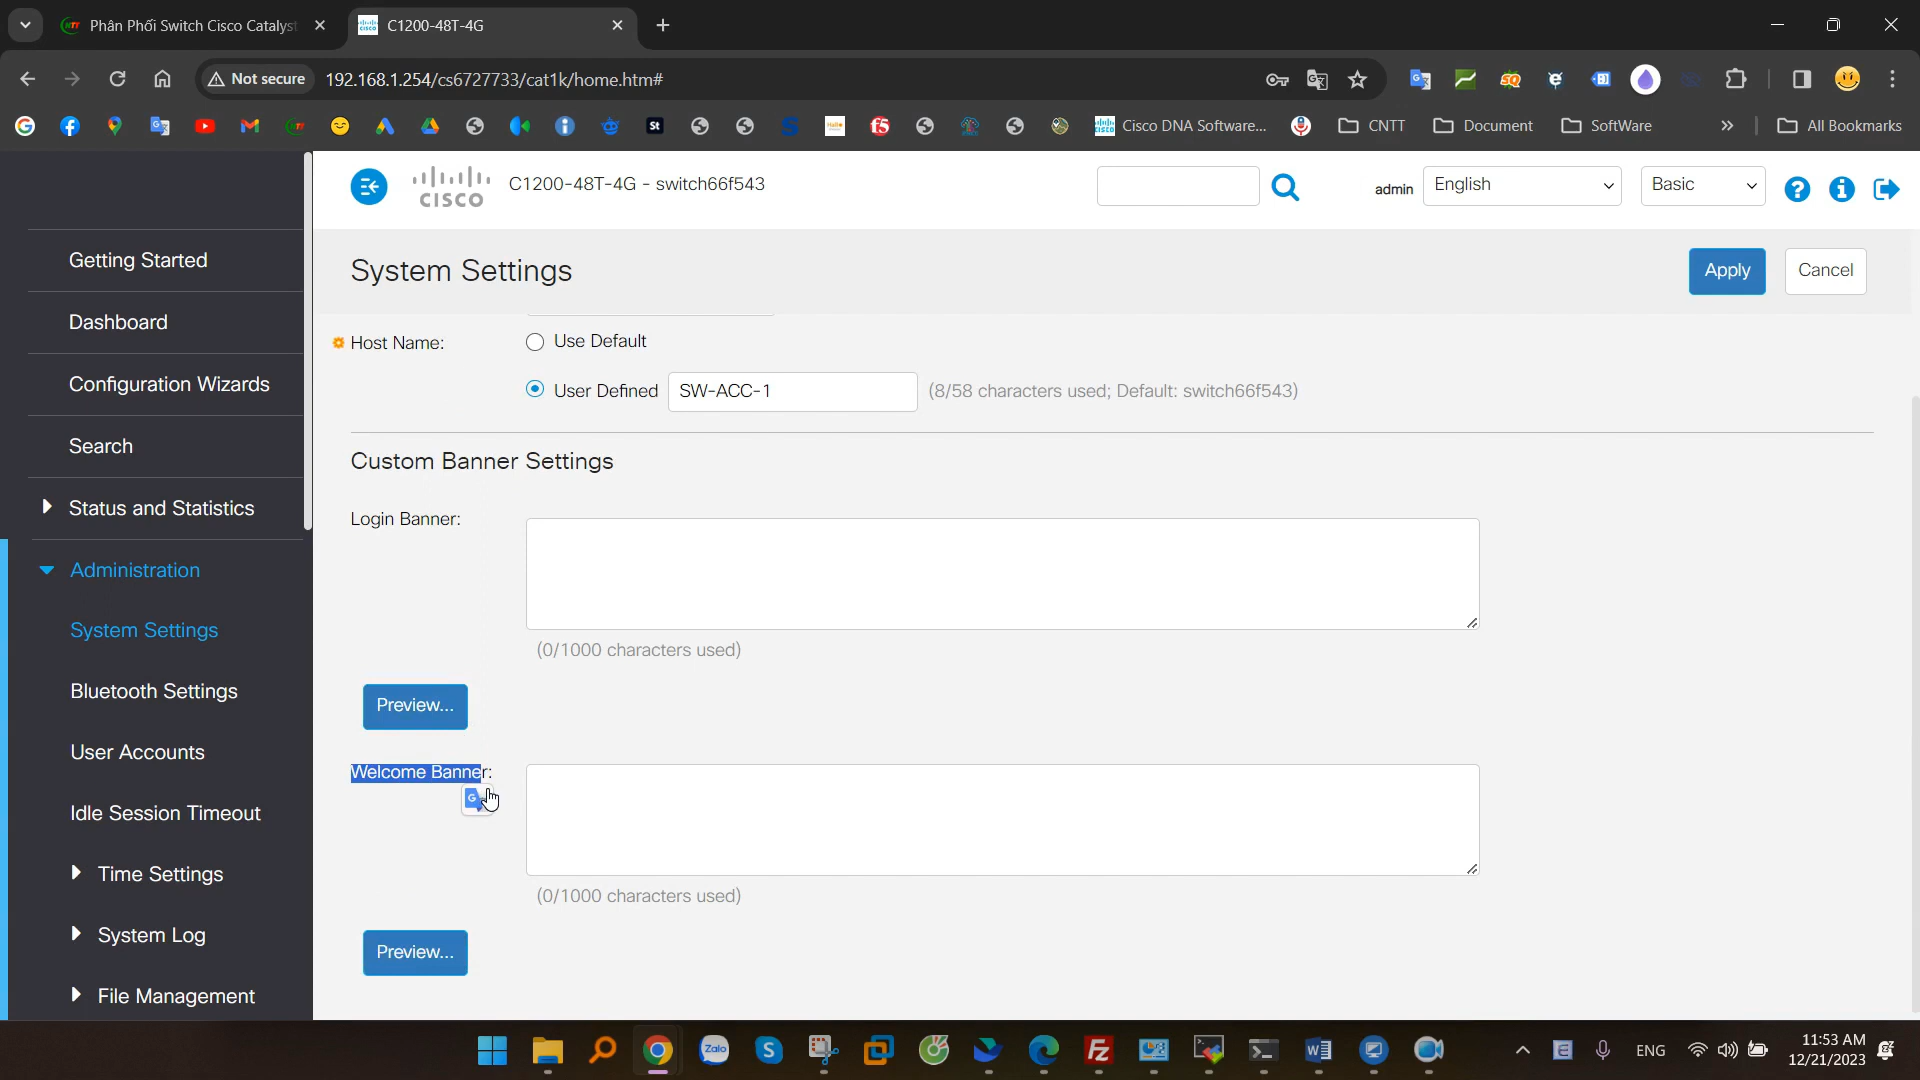 Phân Phối Switch Cisco Catalyst
C1200-48T-4G
Not secure
192.168.1.254/cs6727733/cat1k/home.htm#
Cisco DNA Software...
CNTT
Document
SoftWare
All Bookmarks
CISCO
C1200-48T-4G - switch66f543
admin
English
Basic
Getting Started
Dashboard
Configuration Wizards
Search
Status and Statistics
Administration
System Settings
Bluetooth Settings
User Accounts
Idle Session Timeout
Time Settings
System Log
File Management
System Settings
Apply
Cancel
Host Name:
Use Default
User Defined
SW-ACC-1
(8/58 characters used; Default: switch66f543)
Custom Banner Settings
Login Banner:
(0/1000 characters used)
Preview...
Welcome Banner:
(0/1000 characters used)
Preview...
Zalo
ENG
11:53 AM
12/21/2023